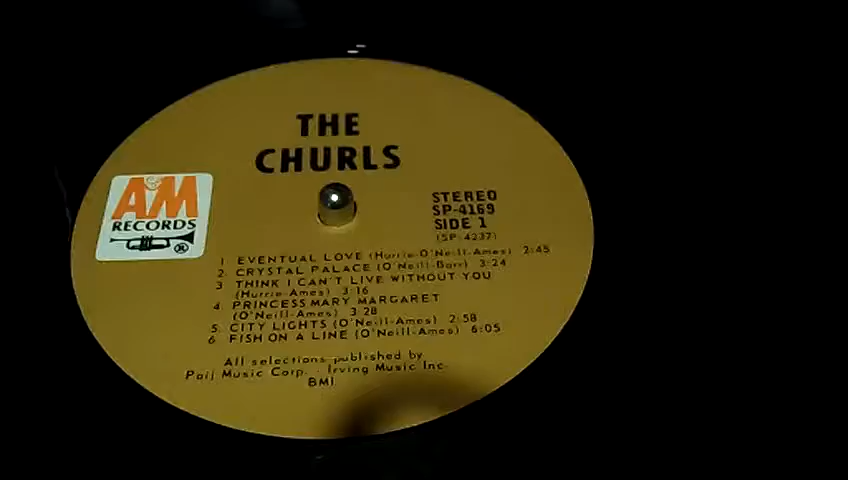 THE
CHURLS
A&M
RECORDS
®
STEREO
SP-4169
SIDE 1
(SP-4237)
1 EVENTUAL LOVE (Hurrie-O'Neill-Ames) 2:45
2. CRYSTAL PALACE (O'Neill-Barr) 3:24
3 THINK I CAN'T LIVE WITHOUT YOU
(Hurrie-Ames) 3:16
4. PRINCESS MARY MARGARET
(O'Neill-Ames) 3:28
5. CITY LIGHTS (O'Neill-Ames) 2:58
6 FISH ON A LINE (O'Neill-Ames) 6:05
All selections published by
Paij Music Corp. - Irving Music Inc.
BMI